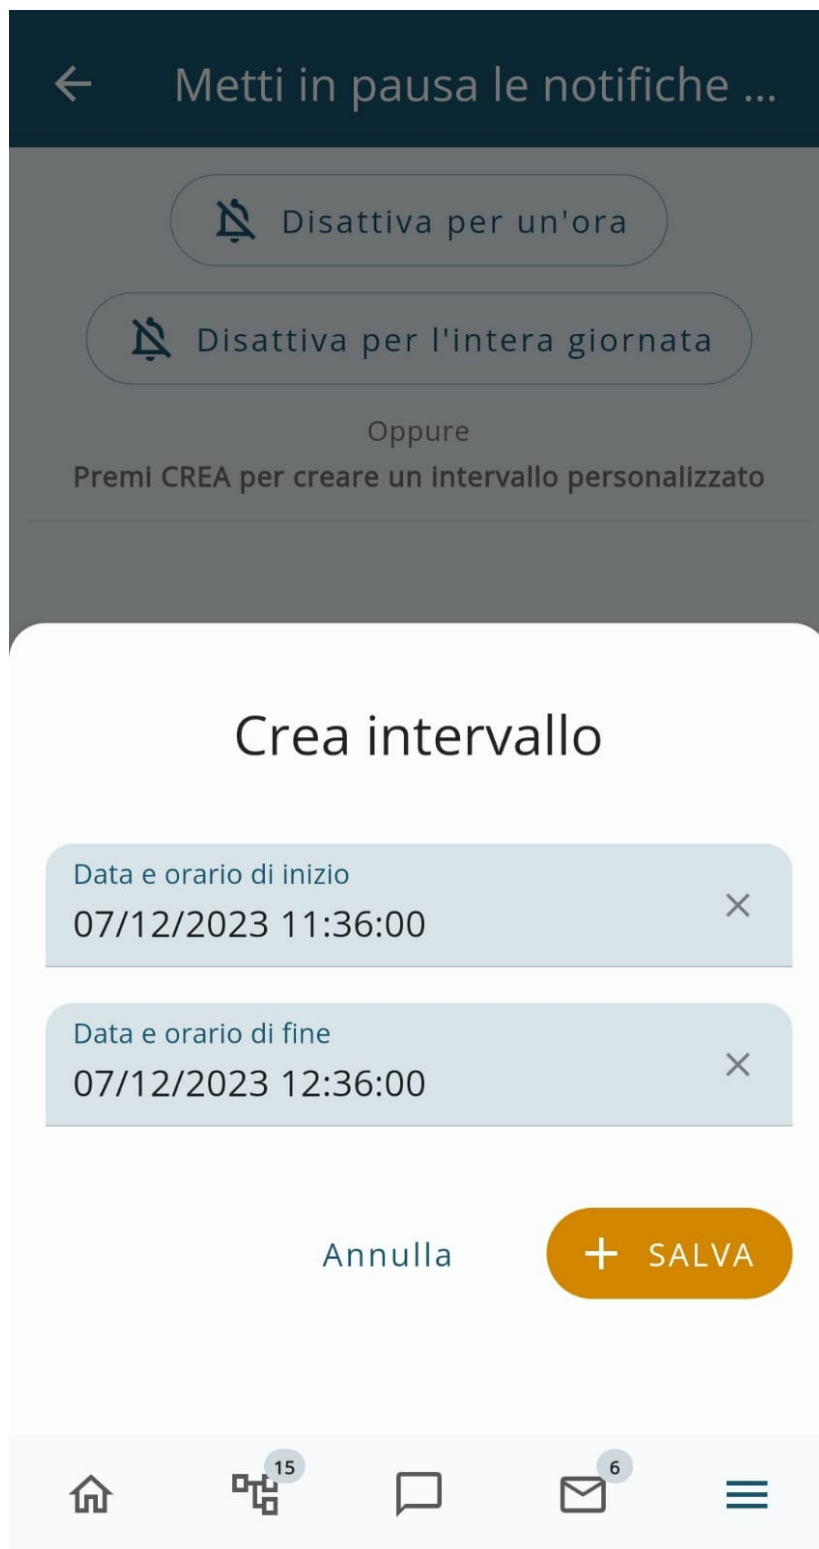 Metti in pausa le notifiche ...
Disattiva per un'ora
Disattiva per l'intera giornata
Oppure
Premi CREA per creare un intervallo personalizzato
Crea intervallo
Data e orario di inizio
07/12/2023 11:36:00
Data e orario di fine
07/12/2023 12:36:00
Annulla
SALVA
15
6